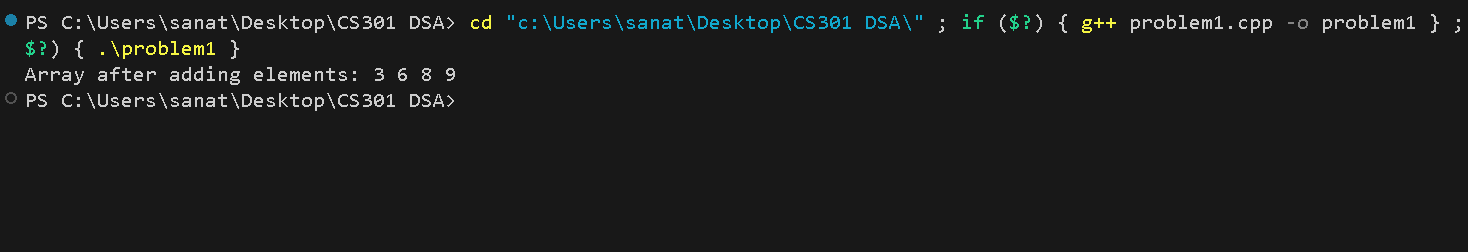 PS C:\Users\sanat\Desktop\CS301 DSA> cd "c:\Users\sanat\Desktop\CS301 DSA\" ; if ($?) { g++ problem1.cpp -o problem1 } ;
$?) { .\problem1 }
Array after adding elements: 3 6 8 9
PS C:\Users\sanat\Desktop\CS301 DSA>